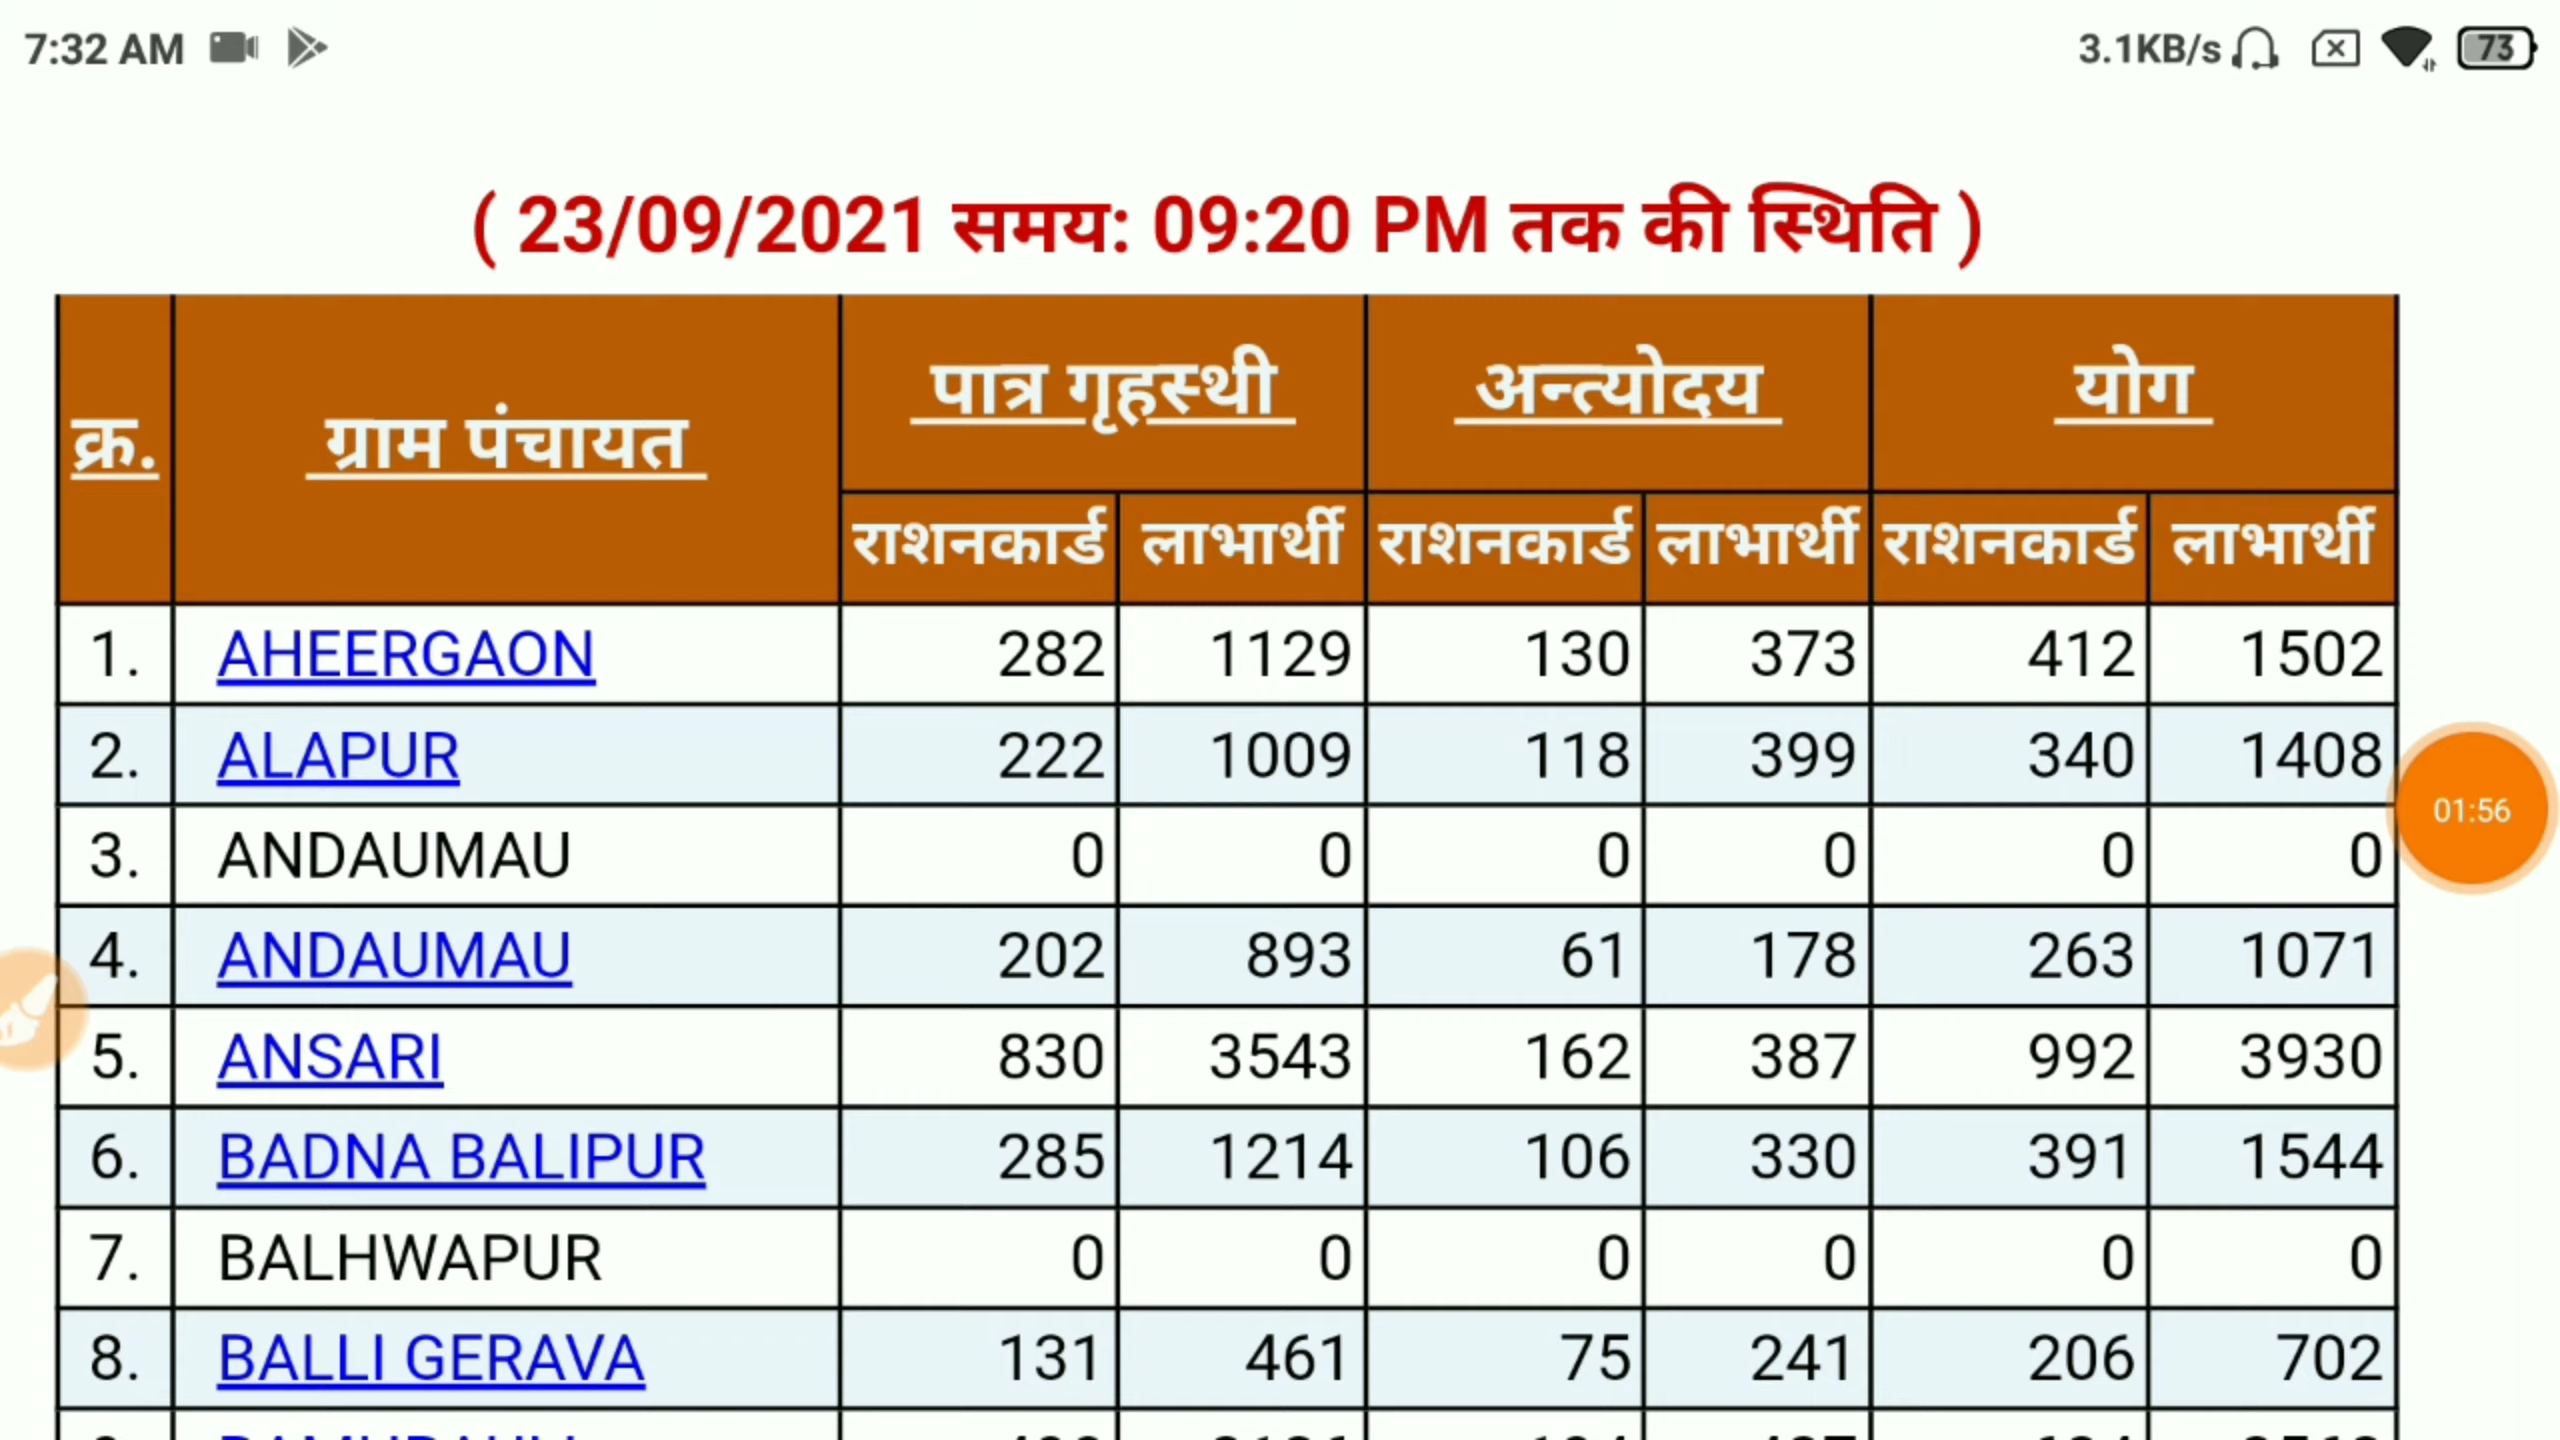 7:32 AM 3.1KB/s 73
( 23/09/2021 समय: 09:20 PM तक की स्थिति )
क्र. ग्राम पंचायत पात्र गृहस्थी अन्त्योदय योग
राशनकार्ड लाभार्थी राशनकार्ड लाभार्थी राशनकार्ड लाभार्थी
1. AHEERGAON 282 1129 130 373 412 1502
2. ALAPUR 222 1009 118 399 340 1408
01:56
3. ANDAUMAU 0 0 0 0 0 0
4. ANDAUMAU 202 893 61 178 263 1071
5. ANSARI 830 3543 162 387 992 3930
6. BADNA BALIPUR 285 1214 106 330 391 1544
7. BALHWAPUR 0 0 0 0 0 0
8. BALLI GERAVA 131 461 75 241 206 702